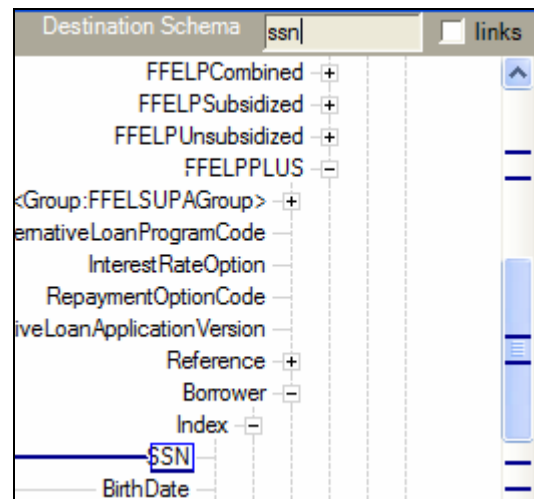 Destination Schema ssn links
FFELPCombined
FFELPSubsidized
FFELPUnsubsidized
FFELPPLUS
<Group:FFELSUPAGroup>
ernativeLoanProgramCode
InterestRateOption
RepaymentOptionCode
iveLoanApplicationVersion
Reference
Borrower
Index
SSN
BirthDate